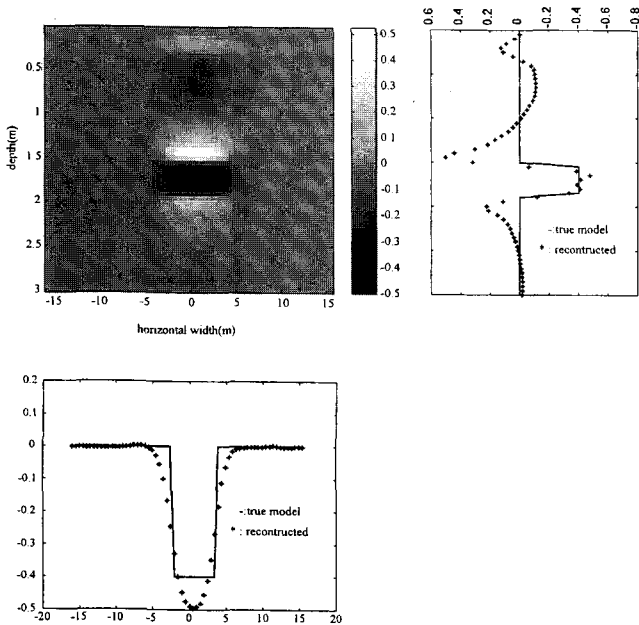 0.6 0.4 0.2 0 -0.2 -0.4 -0.6 -0.8
0.5
1
1.5
2
2.5
3
depth(m)
-15 -10 -5 0 5 10 15
horizontal width(m)
0.5
0.4
0.3
0.2
0.1
0
-0.1
-0.2
-0.3
-0.4
-0.5
-:true model
+ : recontructed
0.2
0.1
0
-0.1
-0.2
-0.3
-0.4
-0.5
-20 -15 -10 -5 0 5 10 15 20
-:true model
* : recontructed